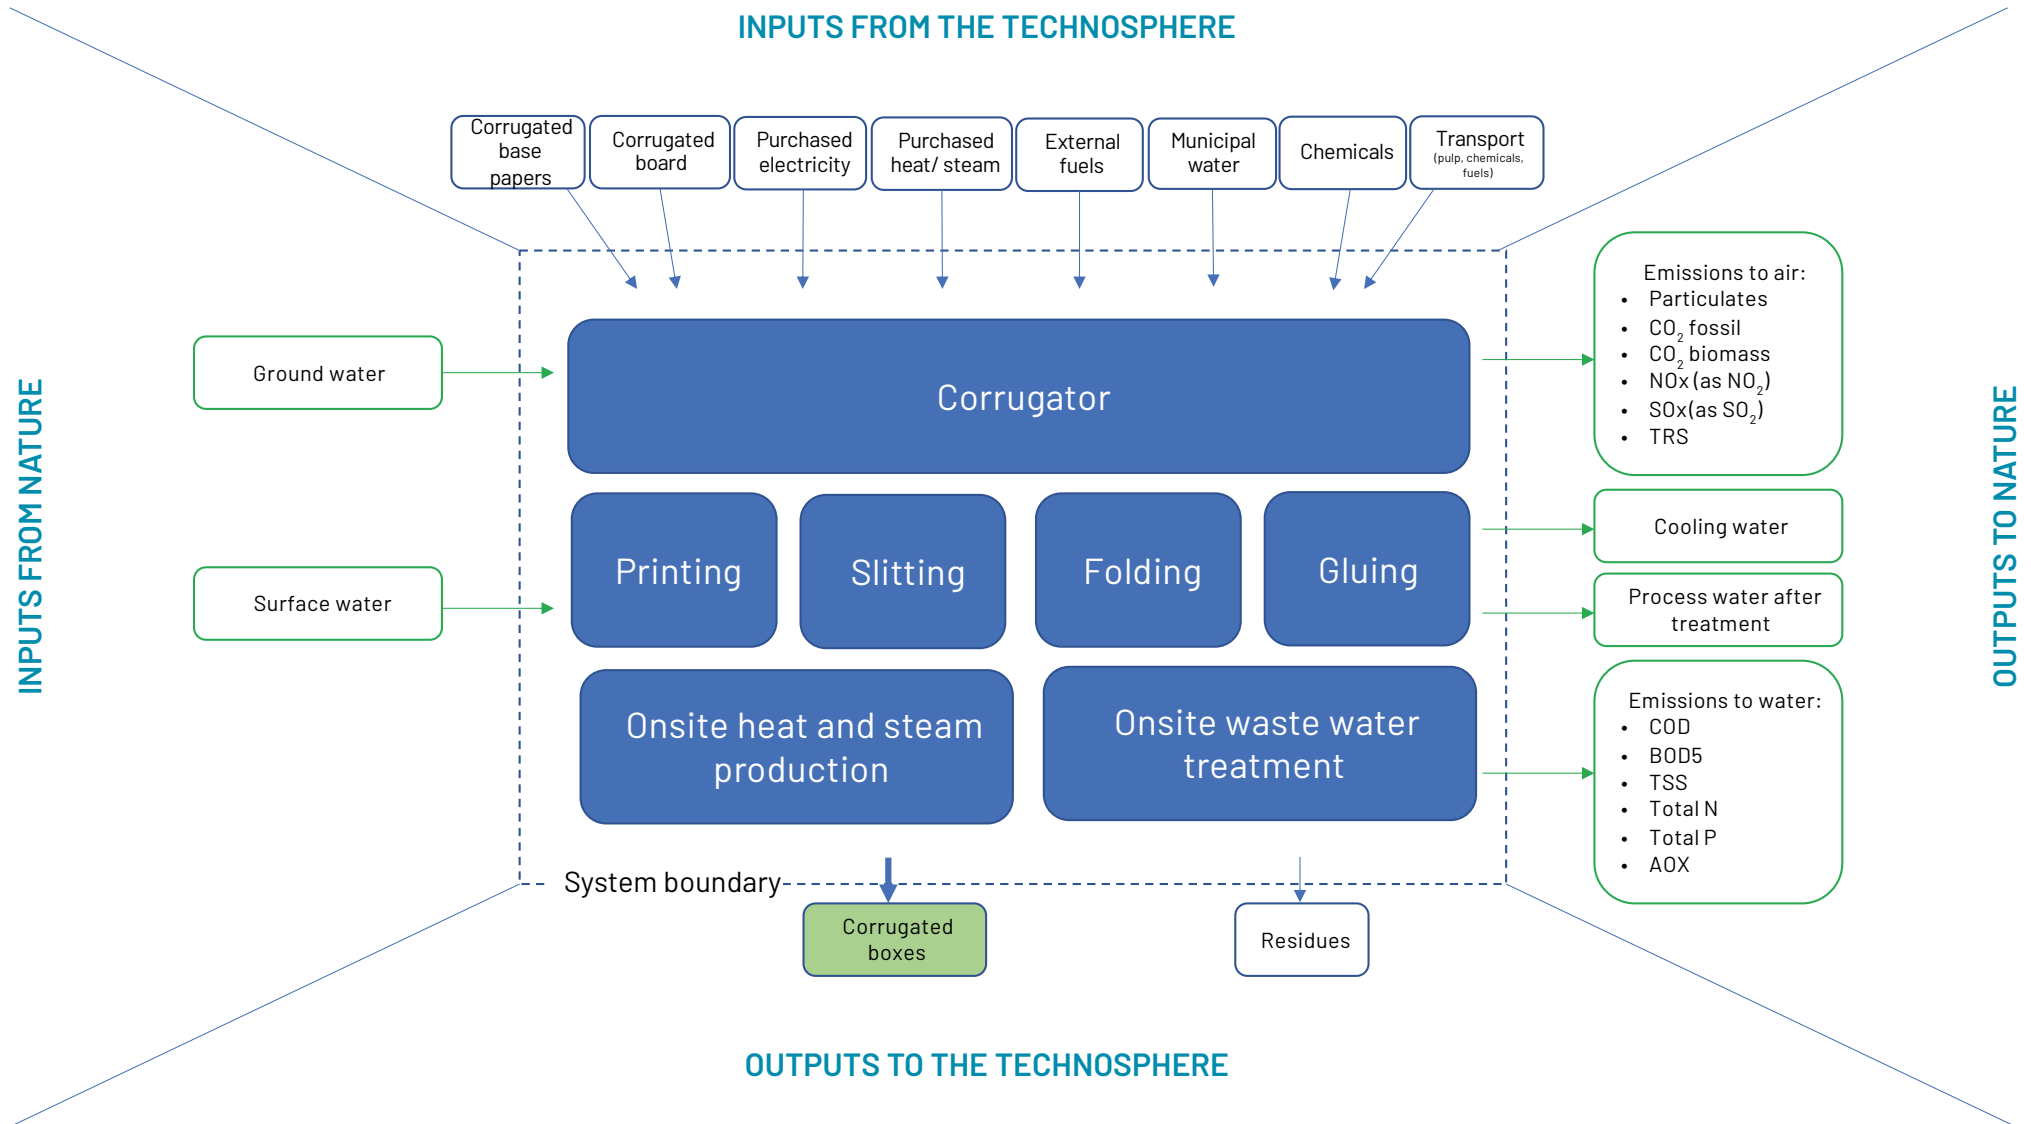 INPUTS FROM THE TECHNOSPHERE
Corrugated
base
papers
Corrugated
board
Purchased
electricity
Purchased
heat/ steam
External
fuels
Municipal
water
Chemicals
Transport
(pulp, chemicals,
fuels)
INPUTS FROM NATURE
Ground water
Surface water
Corrugator
Printing
Slitting
Folding
Gluing
Onsite heat and steam
production
Onsite waste water
treatment
System boundary
Emissions to air:
• Particulates
• CO₂ fossil
• CO₂ biomass
• NOx (as NO₂)
• SOx(as SO₂)
• TRS
Cooling water
Process water after
treatment
Emissions to water:
• COD
• BOD5
• TSS
• Total N
• Total P
• AOX
OUTPUTS TO NATURE
Corrugated
boxes
Residues
OUTPUTS TO THE TECHNOSPHERE